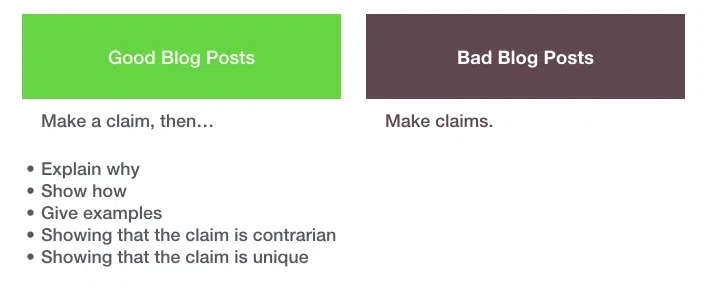 Good Blog Posts
Bad Blog Posts
Make a claim, then…
Make claims.
• Explain why
• Show how
• Give examples
• Showing that the claim is contrarian
• Showing that the claim is unique